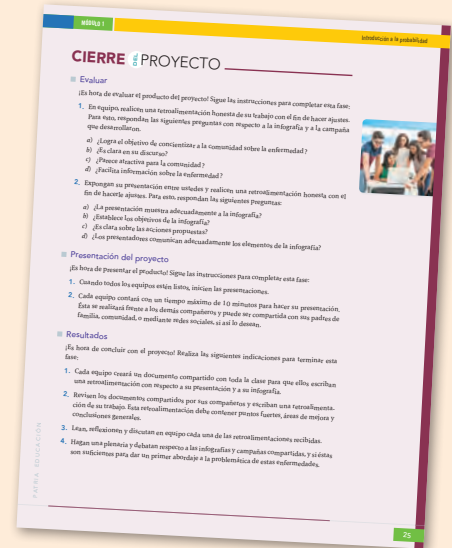 MÓDULO 1
Introducción a la probabilidad
CIERRE DEL PROYECTO
Evaluar
¡Es hora de evaluar el producto del proyecto! Sigue las instrucciones para completar esta fase:
1. En equipo, realicen una retroalimentación honesta de su trabajo con el fin de hacer ajustes.
Para esto, respondan las siguientes preguntas con respecto a la infografía y a la campaña
que desarrollaron.
a) ¿Logra el objetivo de concientizar a la comunidad sobre la enfermedad?
b) ¿Es clara en su discurso?
c) ¿Parece atractiva para la comunidad?
d) ¿Facilita información sobre la enfermedad?
2. Expongan su presentación entre ustedes y realicen una retroalimentación honesta con el
fin de hacerle ajustes. Para esto, respondan las siguientes preguntas:
a) ¿La presentación muestra adecuadamente a la infografía?
b) ¿Establece los objetivos de la infografía?
c) ¿Es clara sobre las acciones propuestas?
d) ¿Los presentadores comunican adecuadamente los elementos de la infografía?
Presentación del proyecto
¡Es hora de presentar el producto! Sigue las instrucciones para completar esta fase:
1. Cuando todos los equipos estén listos, inicien las presentaciones.
2. Cada equipo contará con un tiempo máximo de 10 minutos para hacer su presentación.
Ésta se realizará frente a los demás compañeros y puede ser compartida con sus padres de
familia, comunidad, o mediante redes sociales, si así lo desean.
Resultados
¡Es hora de concluir con el proyecto! Realiza las siguientes indicaciones para terminar esta
fase:
1. Cada equipo creará un documento compartido con toda la clase para que ellos escriban
una retroalimentación con respecto a su presentación y a su infografía.
2. Revisen los documentos compartidos por sus compañeros y escriban una retroalimenta-
ción de su trabajo. Esta retroalimentación debe contener puntos fuertes, áreas de mejora y
conclusiones generales.
3. Lean, reflexionen y discutan en equipo cada una de las retroalimentaciones recibidas.
4. Hagan una plenaria y debatan respecto a las infografías y campañas compartidas, y si éstas
son suficientes para dar un primer abordaje a la problemática de estas enfermedades.
PATRIA EDUCACIÓN
25